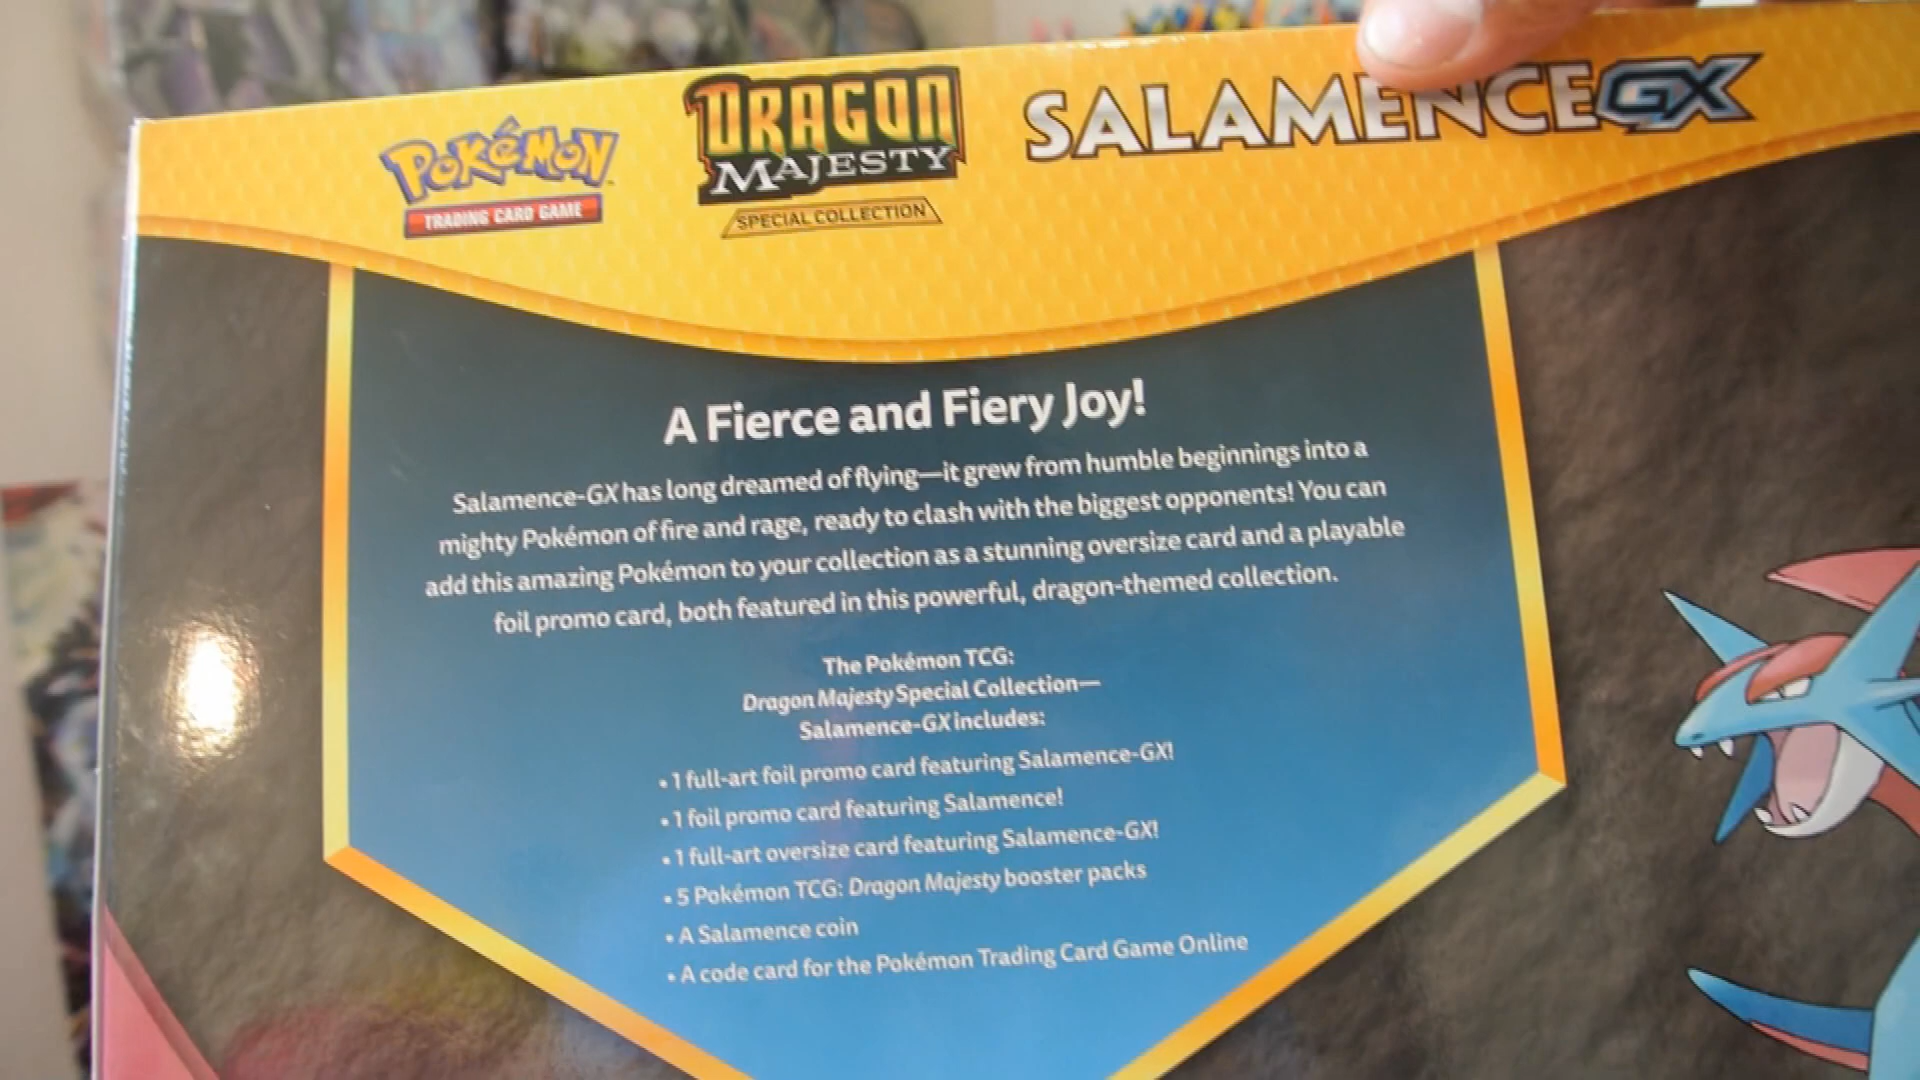 Pokémon
TRADING CARD GAME
DRAGON
MAJESTY
SPECIAL COLLECTION
SALAMENCE GX
A Fierce and Fiery Joy!
Salamence-GX has long dreamed of flying—it grew from humble beginnings into a
mighty Pokémon of fire and rage, ready to clash with the biggest opponents! You can
add this amazing Pokémon to your collection as a stunning oversize card and a playable
foil promo card, both featured in this powerful, dragon-themed collection.
The Pokémon TCG:
Dragon Majesty Special Collection—
Salamence-GX includes:
• 1 full-art foil promo card featuring Salamence-GX!
• 1 foil promo card featuring Salamence!
• 1 full-art oversize card featuring Salamence-GX!
• 5 Pokémon TCG: Dragon Majesty booster packs
• A Salamence coin
• A code card for the Pokémon Trading Card Game Online